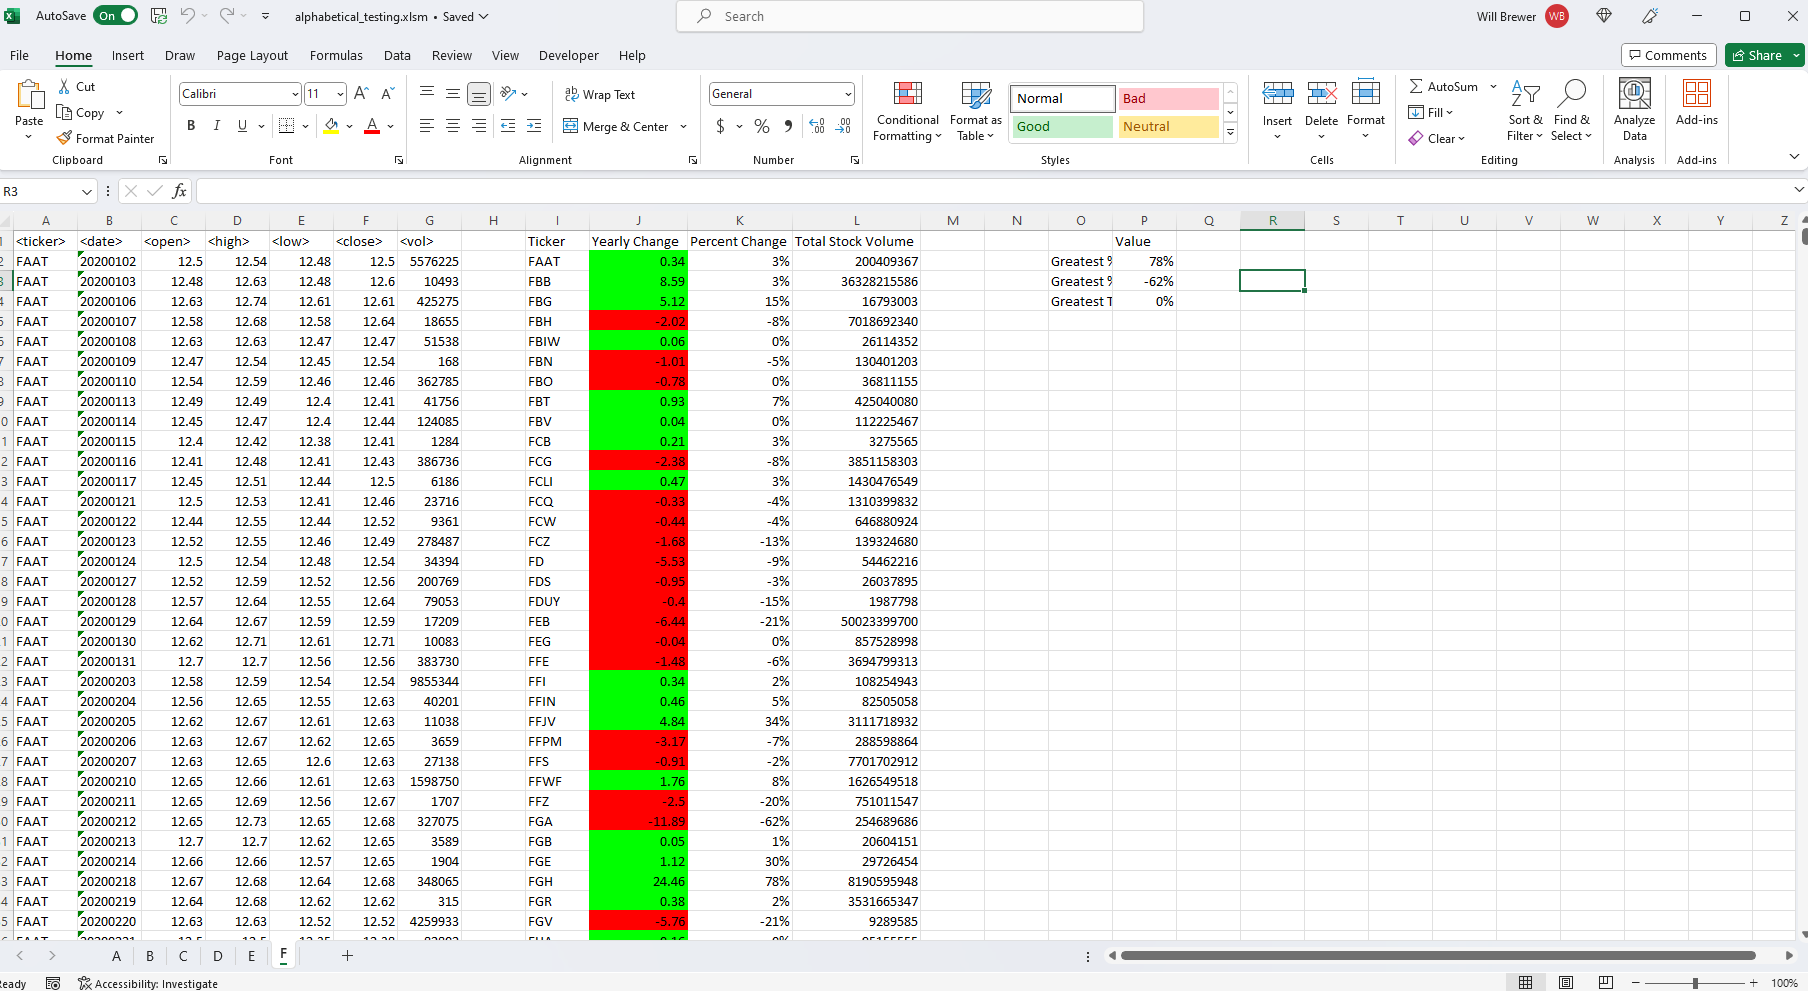 AutoSave On alphabetical_testing.xlsm • Saved Search Will Brewer WB
File Home Insert Draw Page Layout Formulas Data Review View Developer Help Comments Share
Paste Cut Copy Format Painter Clipboard
Calibri 11 B I U A Font
Wrap Text Merge & Center Alignment
General $ % Number
Conditional Formatting Format as Table Normal Bad Good Neutral Styles
Insert Delete Format Cells
AutoSum Fill Clear Sort & Filter Find & Select Editing
Analyze Data Analysis
Add-ins Add-ins
R3 fx
A B C D E F G H I J K L M N O P Q R S T U V W X Y Z
<ticker> <date> <open> <high> <low> <close> <vol> Ticker Yearly Change Percent Change Total Stock Volume Value
FAAT 20200102 12.5 12.54 12.48 12.5 5576225 FAAT 0.34 3% 200409367 Greatest % 78%
FAAT 20200103 12.48 12.63 12.48 12.6 10493 FBB 8.59 3% 36328215586 Greatest % -62%
FAAT 20200106 12.63 12.74 12.61 12.61 425275 FBG 5.12 15% 16793003 Greatest T 0%
FAAT 20200107 12.58 12.68 12.58 12.64 18655 FBH -2.02 -8% 7018692340
FAAT 20200108 12.63 12.63 12.47 12.47 51538 FBIW 0.06 0% 26114352
FAAT 20200109 12.47 12.54 12.45 12.54 168 FBN -1.01 -5% 130401203
FAAT 20200110 12.54 12.59 12.46 12.46 362785 FBO -0.78 0% 36811155
FAAT 20200113 12.49 12.49 12.4 12.41 41756 FBT 0.93 7% 425040080
FAAT 20200114 12.45 12.47 12.4 12.44 124085 FBV 0.04 0% 112225467
FAAT 20200115 12.4 12.42 12.38 12.41 1284 FCB 0.21 3% 3275565
FAAT 20200116 12.41 12.48 12.41 12.43 386736 FCG -2.38 -8% 3851158303
FAAT 20200117 12.45 12.51 12.44 12.5 6186 FCLI 0.47 3% 1430476549
FAAT 20200121 12.5 12.53 12.41 12.46 23716 FCQ -0.33 -4% 1310399832
FAAT 20200122 12.44 12.55 12.44 12.52 9361 FCW -0.44 -4% 646880924
FAAT 20200123 12.52 12.55 12.46 12.49 278487 FCZ -1.68 -13% 139324680
FAAT 20200124 12.5 12.54 12.48 12.54 34394 FD -5.53 -9% 54462216
FAAT 20200127 12.52 12.59 12.52 12.56 200769 FDS -0.95 -3% 26037895
FAAT 20200128 12.57 12.64 12.55 12.64 79053 FDUY -0.4 -15% 1987798
FAAT 20200129 12.64 12.67 12.59 12.59 17209 FEB -6.44 -21% 50023399700
FAAT 20200130 12.62 12.71 12.61 12.71 10083 FEG -0.04 0% 857528998
FAAT 20200131 12.7 12.7 12.56 12.56 383730 FFE -1.48 -6% 3694799313
FAAT 20200203 12.58 12.59 12.54 12.54 9855344 FFI 0.34 2% 108254943
FAAT 20200204 12.56 12.65 12.55 12.63 40201 FFIN 0.46 5% 82505058
FAAT 20200205 12.62 12.67 12.61 12.63 11038 FFJV 4.84 34% 3111718932
FAAT 20200206 12.63 12.67 12.62 12.65 3659 FFPM -3.17 -7% 288598864
FAAT 20200207 12.63 12.65 12.6 12.63 27138 FFS -0.91 -2% 7701702912
FAAT 20200210 12.65 12.66 12.61 12.63 1598750 FFWF 1.76 8% 1626549518
FAAT 20200211 12.65 12.69 12.56 12.67 1707 FFZ -2.5 -20% 751011547
FAAT 20200212 12.65 12.73 12.65 12.68 327075 FGA -11.89 -62% 254689686
FAAT 20200213 12.7 12.7 12.62 12.65 3589 FGB 0.05 1% 20604151
FAAT 20200214 12.66 12.66 12.57 12.65 1904 FGE 1.12 30% 29726454
FAAT 20200218 12.67 12.68 12.64 12.68 348065 FGH 24.46 78% 8190595948
FAAT 20200219 12.64 12.68 12.62 12.62 315 FGR 0.38 2% 3531665347
FAAT 20200220 12.63 12.63 12.52 12.52 4259933 FGV -5.76 -21% 9289585
A B C D E F
Accessibility: Investigate 100%